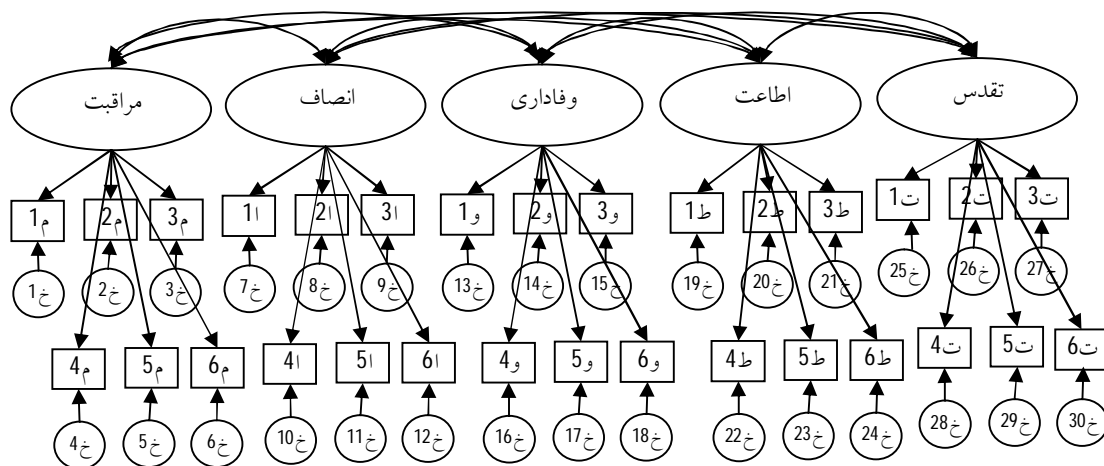 مراقبت
انصاف
وفاداری
اطاعت
تقدس
م1 م2 م3
ا1 ا2 ا3
و1 و2 و3
ط1 ط2 ط3
ت1 ت2 ت3
خ1 خ2 خ3
خ7 خ8 خ9
خ13 خ14 خ15
خ19 خ20 خ21
خ25 خ26 خ27
م4 م5 م6
ا4 ا5 ا6
و4 و5 و6
ط4 ط5 ط6
ت4 ت5 ت6
خ4 خ5 خ6
خ10 خ11 خ12
خ16 خ17 خ18
خ22 خ23 خ24
خ28 خ29 خ30